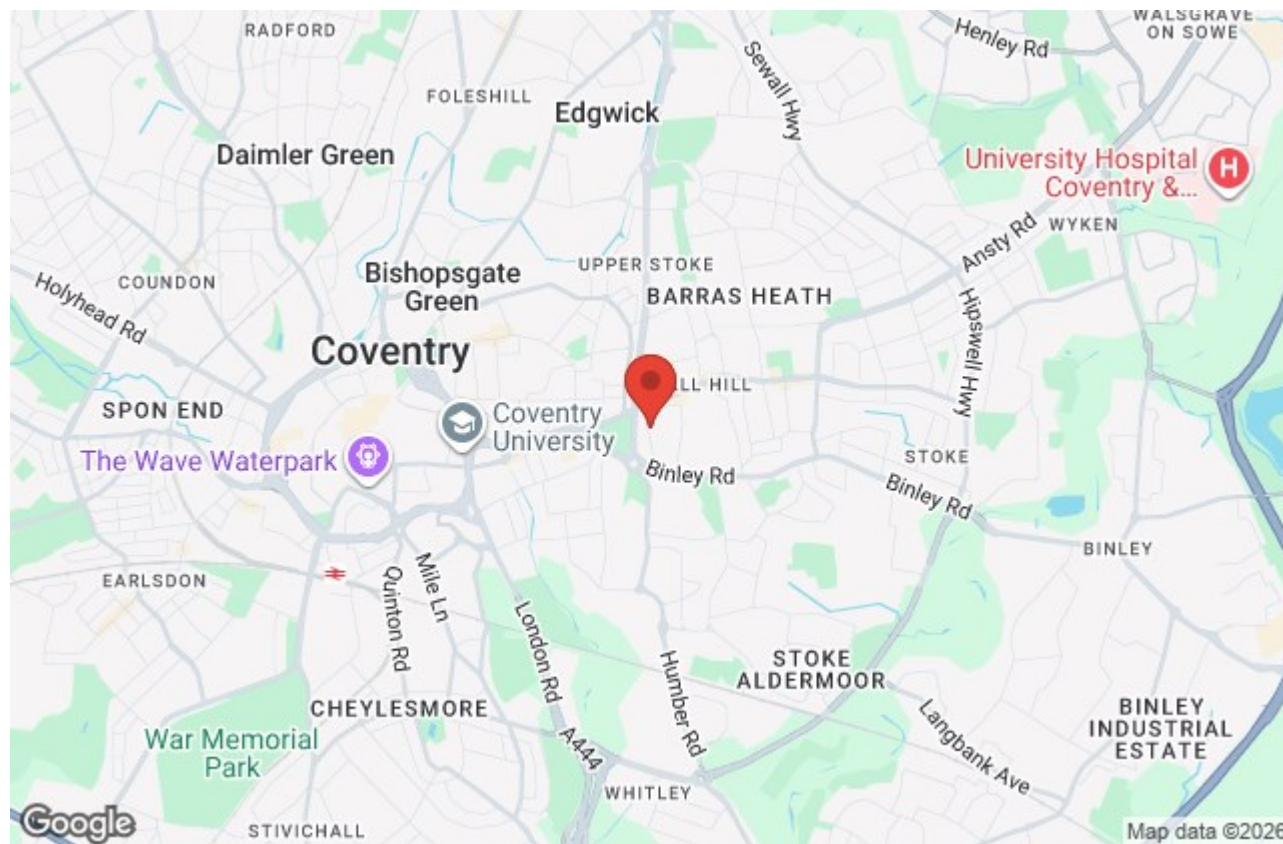 RADFORD
WALSGRAVE
ON SOWE
Henley Rd
Sewall Hwy
FOLESHILL
Edgwick
Daimler Green
University Hospital
Coventry &...
H
WYKEN
Ansty Rd
UPPER STOKE
COUNDON
Holyhead Rd
Bishopsgate
Green
BARRAS HEATH
Hipswell Hwy
Coventry
ALL HILL
SPON END
Coventry
University
The Wave Waterpark
Binley Rd
STOKE
Binley Rd
BINLEY
EARLSDON
Quinton Rd
Mile Ln
London Rd
A444
Humber Rd
STOKE
ALDERMOOR
Langbank Ave
BINLEY
INDUSTRIAL
ESTATE
CHEYLESMORE
War Memorial
Park
WHITLEY
STIVICHALL
Google
Map data ©2026